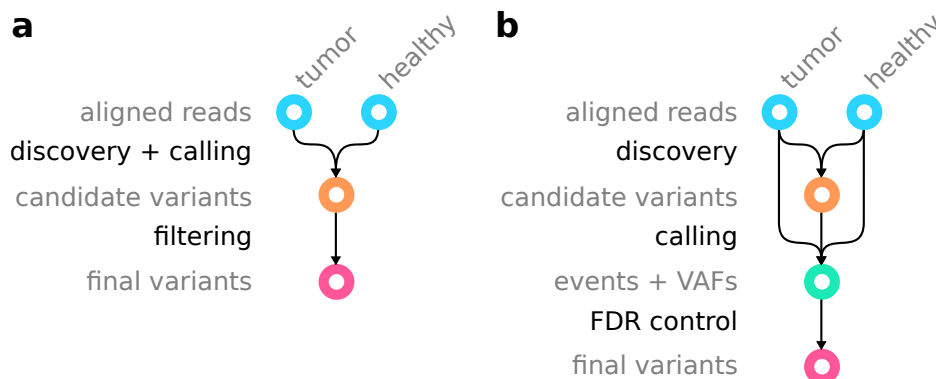 a
tumor
healthy
aligned reads
discovery + calling
candidate variants
filtering
final variants
b
tumor
healthy
aligned reads
discovery
candidate variants
calling
events + VAFs
FDR control
final variants